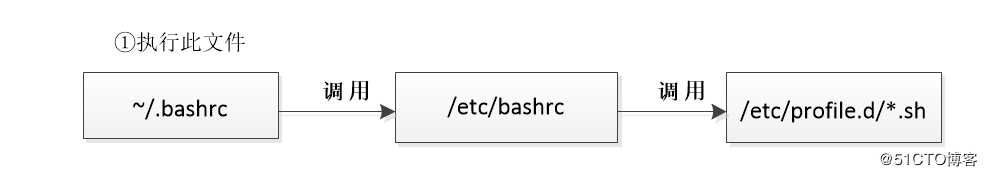 ①执行此文件
~/.bashrc
调用
/etc/bashrc
调用
/etc/profile.d/*.sh
@51CTO博客